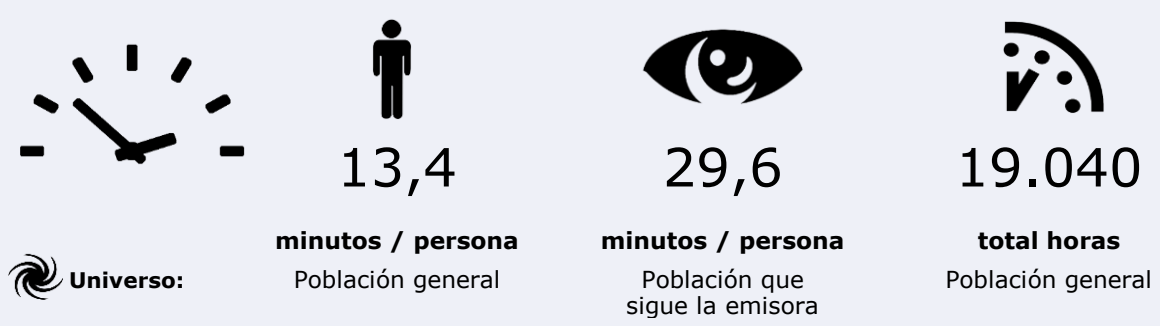 13,4
29,6
19.040
minutos / persona
minutos / persona
total horas
Universo:
Población general
Población que
sigue la emisora
Población general